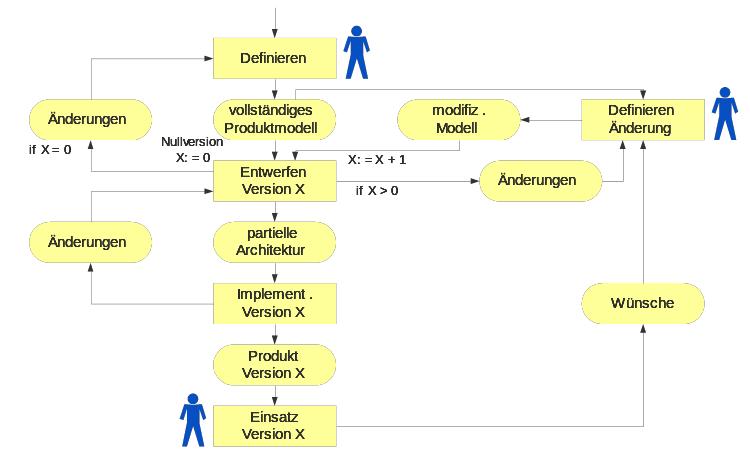 Definieren
vollständiges
Produktmodell
modifiz .
Modell
Definieren
Änderung
Änderungen
if X = 0
Nullversion
X: = 0
X: = X + 1
Entwerfen
Version X
if X > 0
Änderungen
Änderungen
partielle
Architektur
Implement .
Version X
Wünsche
Produkt
Version X
Einsatz
Version X